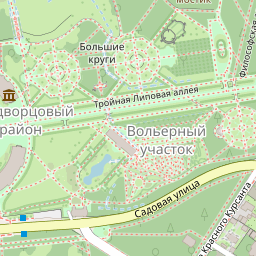 мостик
Большие
круги
Философская
Тройная Липовая аллея
дворцовый
район
Вольерный
участок
Садовая улица
Красного Курсанта